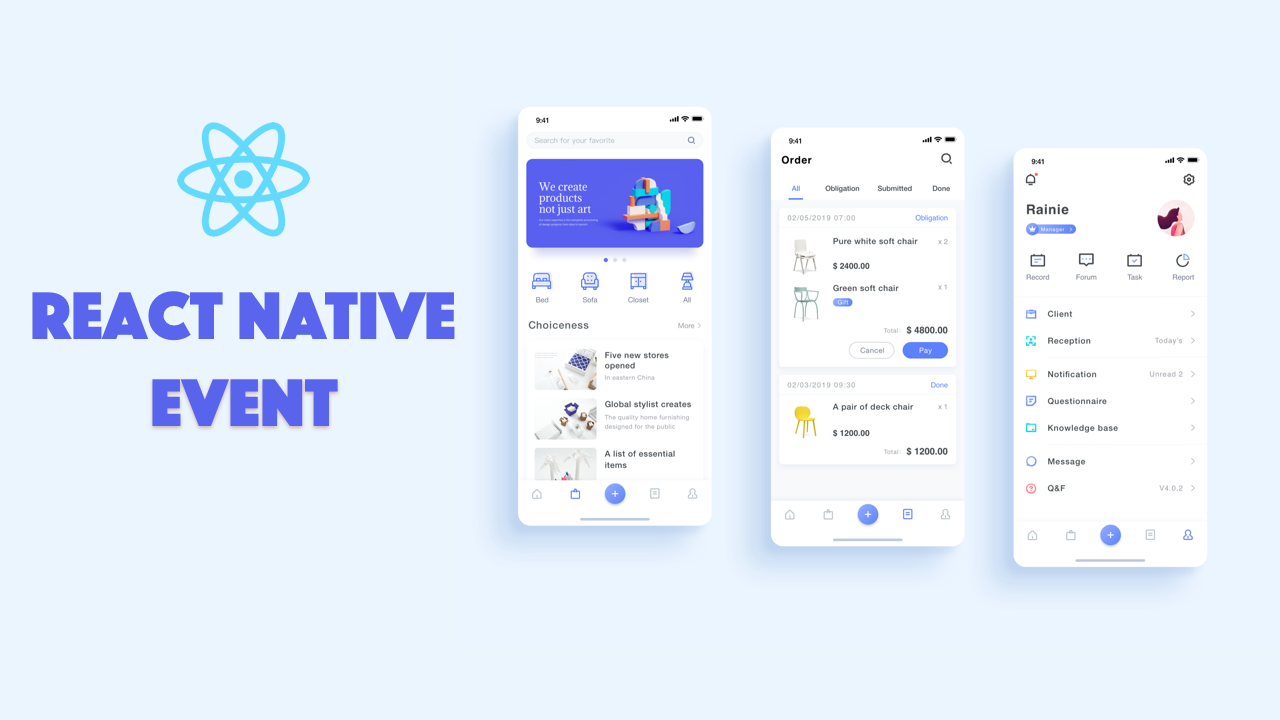 REACT NATIVE
EVENT
9:41
Search for your favorite
We create
products
not just art
Bed
Sofa
Closet
All
Choiceness
More
Five new stores
opened
In eastern China
Global stylist creates
The quality home furnishing
designed for the public
A list of essential
items
9:41
Order
All
Obligation
Submitted
Done
02/05/2019 07:00
Obligation
Pure white soft chair
x 2
$ 2400.00
Green soft chair
x 1
Gift
Total:
$ 4800.00
Cancel
Pay
02/03/2019 09:30
Done
A pair of deck chair
x 1
$ 1200.00
Total:
$ 1200.00
9:41
Rainie
Manager
Record
Forum
Task
Report
Client
Reception
Today's
Notification
Unread 2
Questionnaire
Knowledge base
Message
Q&F
V4.0.2